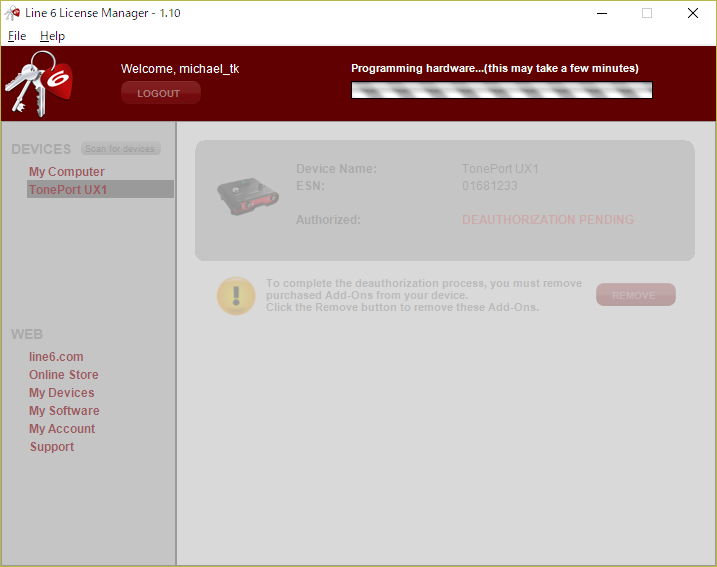 Line 6 License Manager - 1.10
File Help
6
Welcome, michael_tk
LOGOUT
Programming hardware...(this may take a few minutes)
DEVICES
Scan for devices
My Computer
TonePort UX1
WEB
line6.com
Online Store
My Devices
My Software
My Account
Support
Device Name: TonePort UX1
ESN: 01681233
Authorized: DEAUTHORIZATION PENDING
To complete the deauthorization process, you must remove
purchased Add-Ons from your device.
Click the Remove button to remove these Add-Ons.
REMOVE